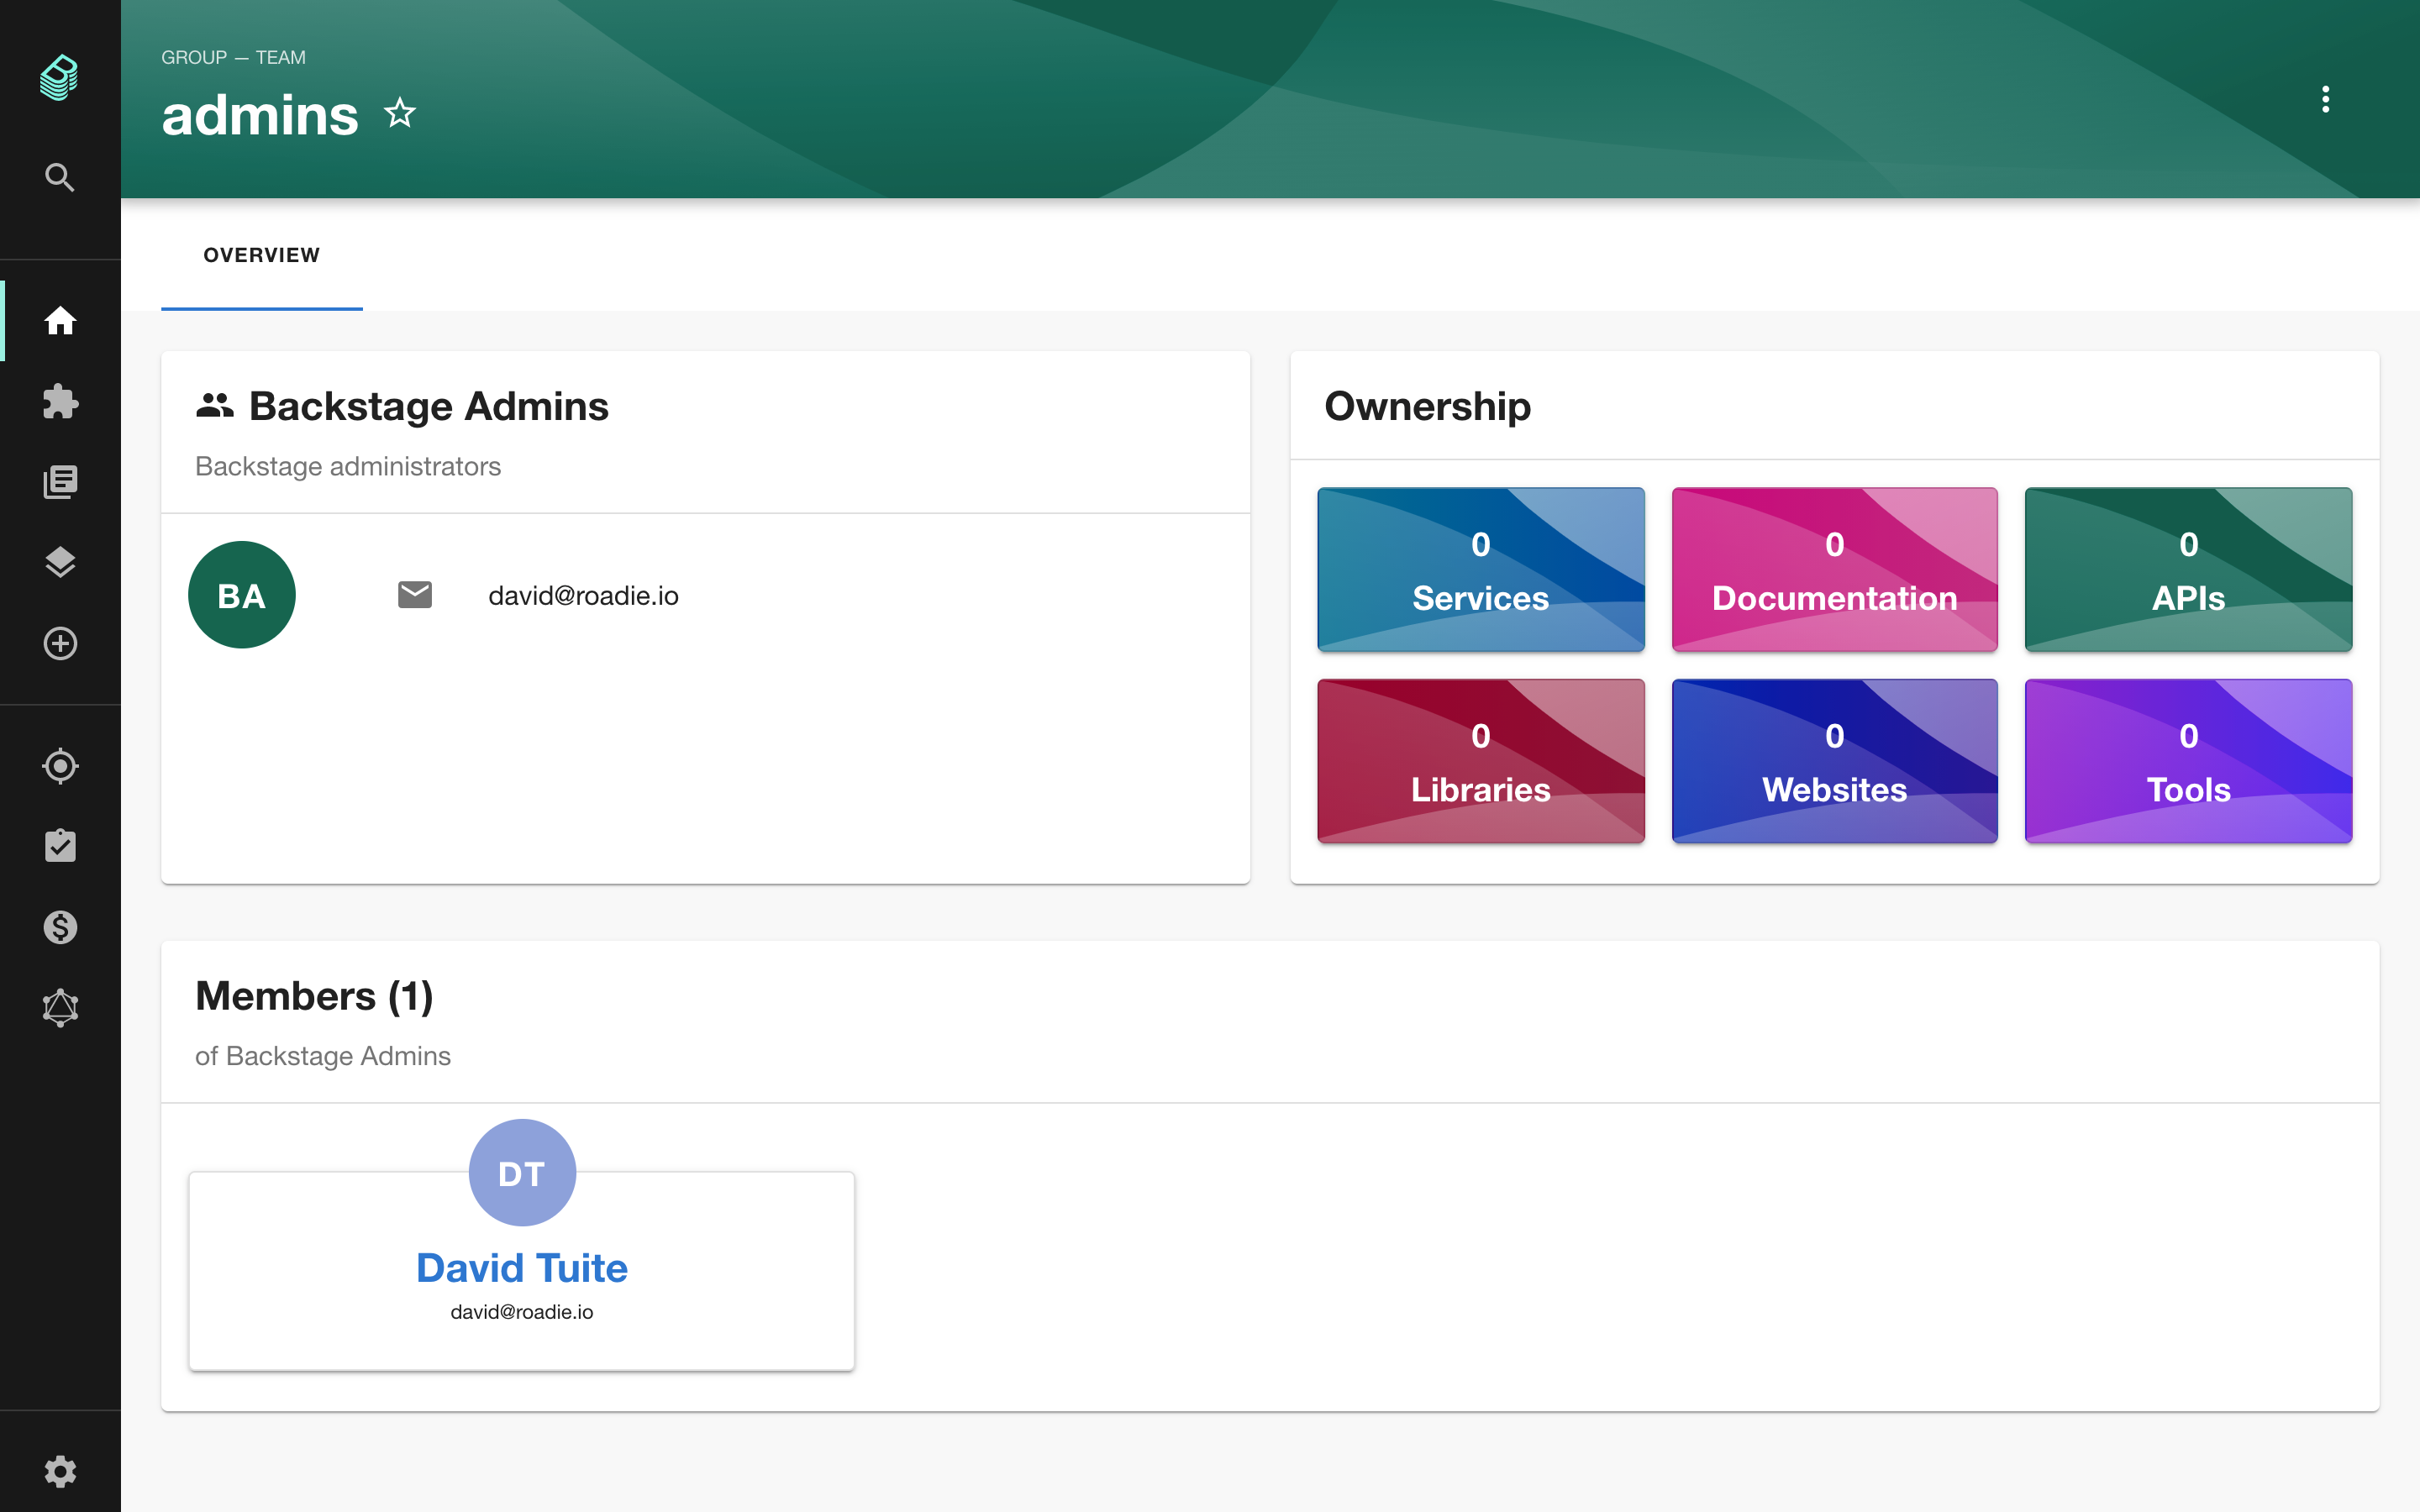 GROUP — TEAM
admins
OVERVIEW
Backstage Admins
Backstage administrators
BA
david@roadie.io
Ownership
0
Services
0
Documentation
0
APIs
0
Libraries
0
Websites
0
Tools
Members (1)
of Backstage Admins
DT
David Tuite
david@roadie.io